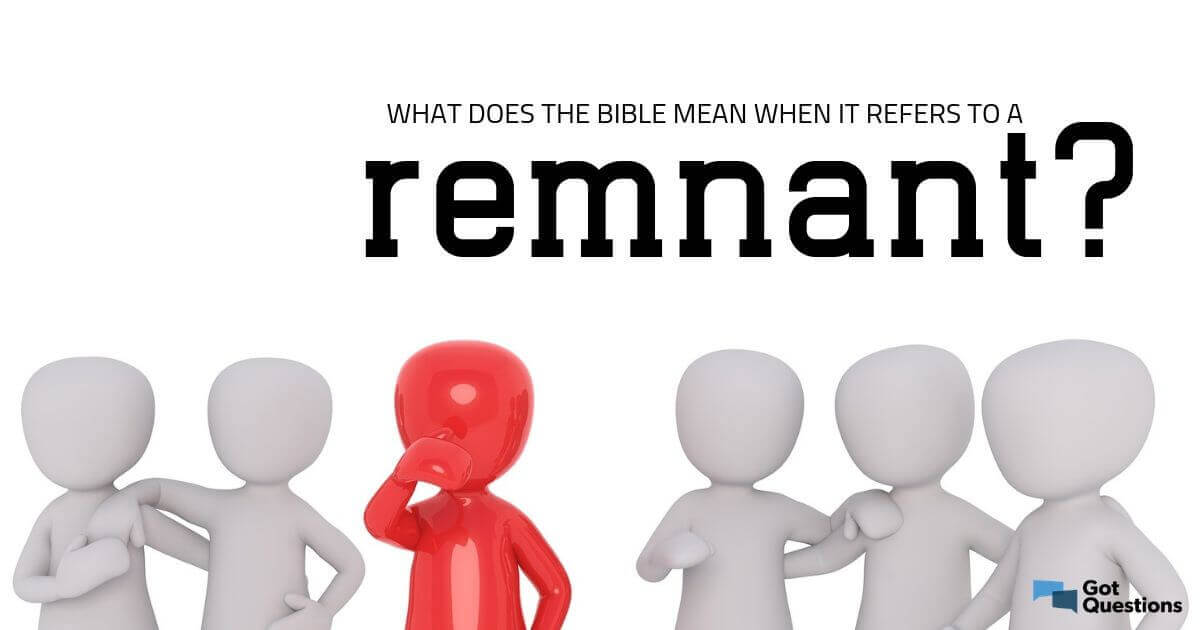 WHAT DOES THE BIBLE MEAN WHEN IT REFERS TO A
remnant?
Got
Questions